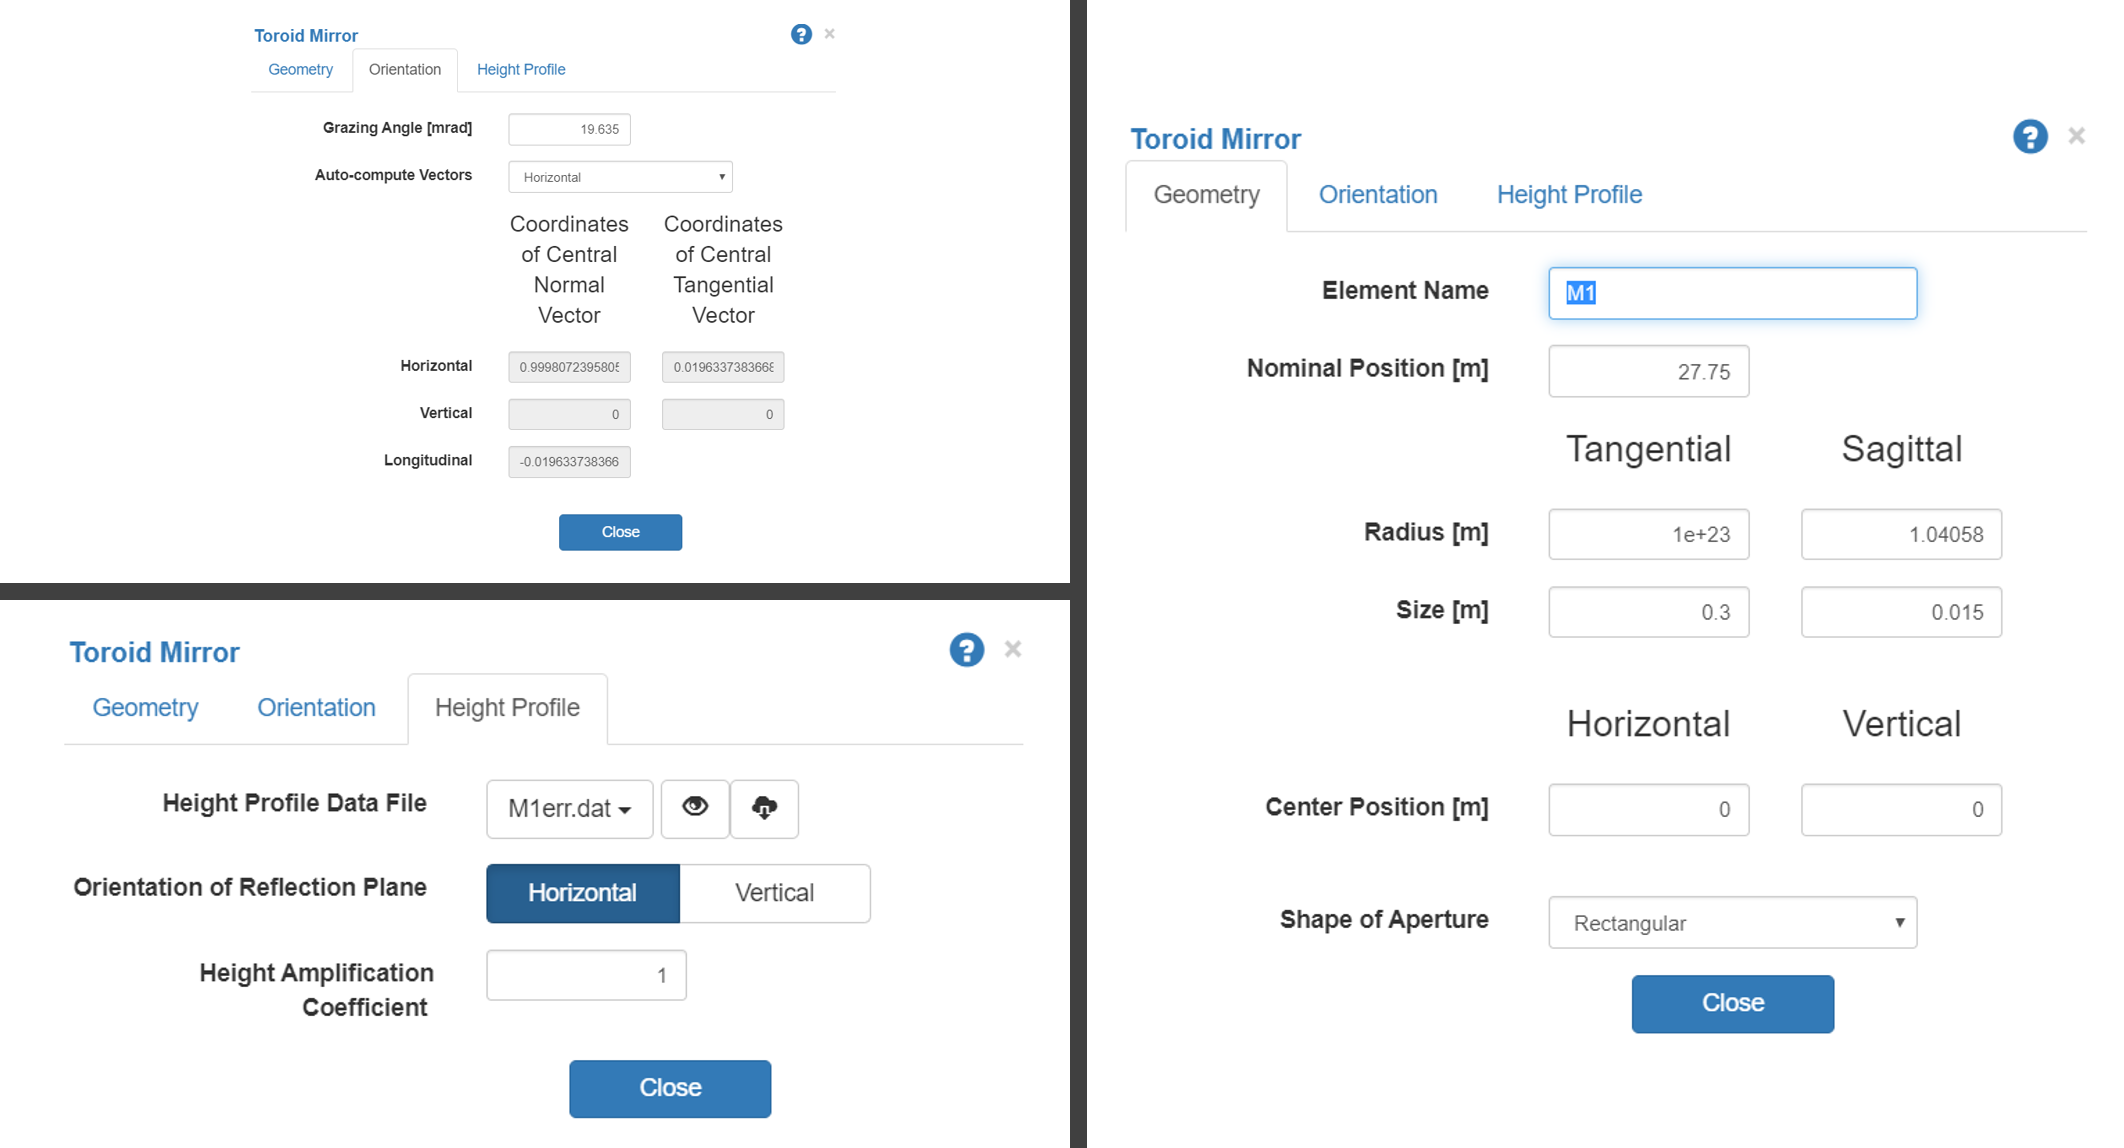 Toroid Mirror ? ×
Geometry Orientation Height Profile
Grazing Angle [mrad] 19.635
Auto-compute Vectors Horizontal
Coordinates of Central Normal Vector Coordinates of Central Tangential Vector
Horizontal 0.9998072395805 0.0196337383668
Vertical 0 0
Longitudinal -0.019633738366
Close
Toroid Mirror ? ×
Geometry Orientation Height Profile
Height Profile Data File M1err.dat
Orientation of Reflection Plane Horizontal Vertical
Height Amplification
Coefficient 1
Close
Toroid Mirror ? ×
Geometry Orientation Height Profile
Element Name M1
Nominal Position [m] 27.75
Tangential Sagittal
Radius [m] 1e+23 1.04058
Size [m] 0.3 0.015
Horizontal Vertical
Center Position [m] 0 0
Shape of Aperture Rectangular
Close